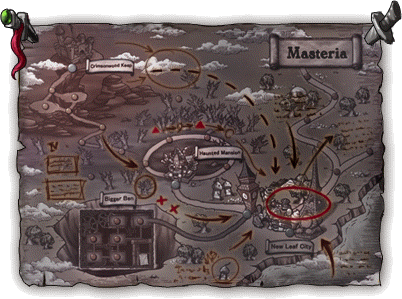 Masteria
Crimsonwood Keep
Haunted Mansion
Bigger Ben
New Leaf City